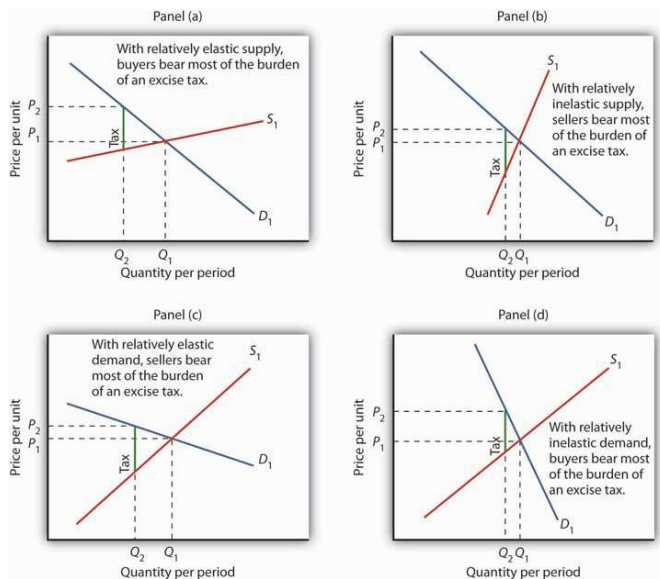 Panel (a)
With relatively elastic supply,
buyers bear most of the burden
of an excise tax.
Price per unit
P2
P1
Tax
S1
D1
Q2 Q1
Quantity per period
Panel (b)
S1
With relatively
inelastic supply,
sellers bear most
of the burden of
an excise tax.
Price per unit
P2
P1
Tax
D1
Q2 Q1
Quantity per period
Panel (c)
With relatively elastic
demand, sellers bear
most of the burden
of an excise tax.
S1
Price per unit
P2
P1
Tax
D1
Q2 Q1
Quantity per period
Panel (d)
S1
Price per unit
P2
P1
Tax
With relatively
inelastic demand,
buyers bear most
of the burden of
an excise tax.
D1
Q2 Q1
Quantity per period